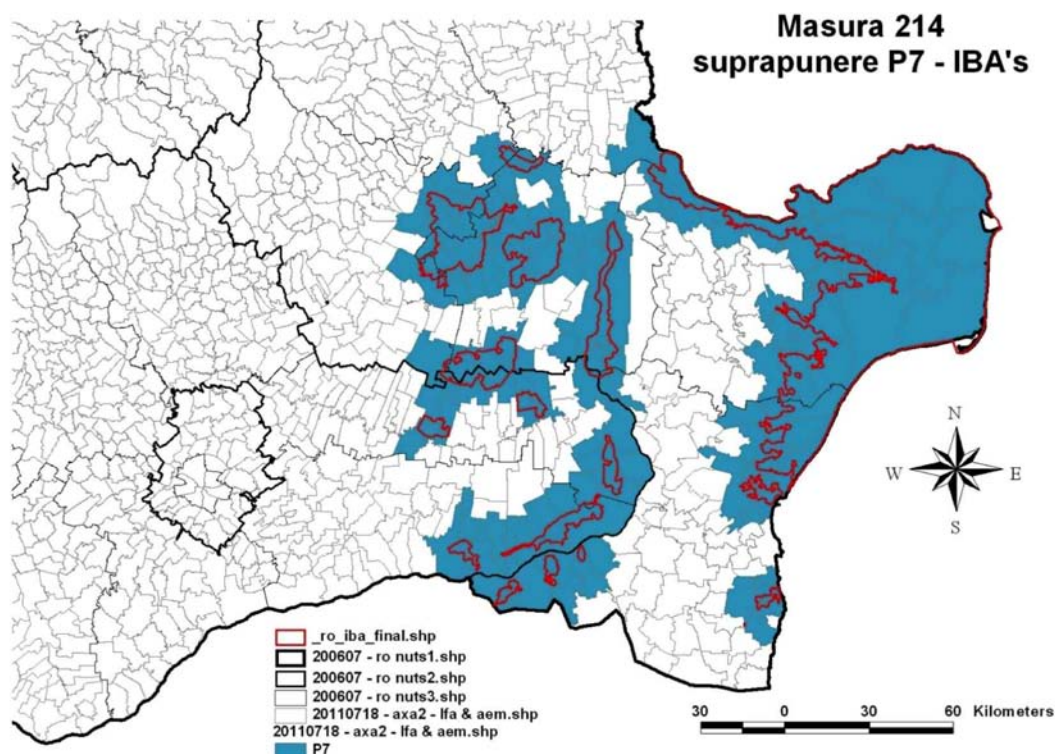 Masura 214
suprapunere P7 - IBA's
N
W E
S
_ro_iba_final.shp
200607 - ro nuts1.shp
200607 - ro nuts2.shp
200607 - ro nuts3.shp
20110718 - axa2 - lfa & aem.shp
20110718 - axa2 - lfa & aem.shp
P7
30 0 30 60 Kilometers